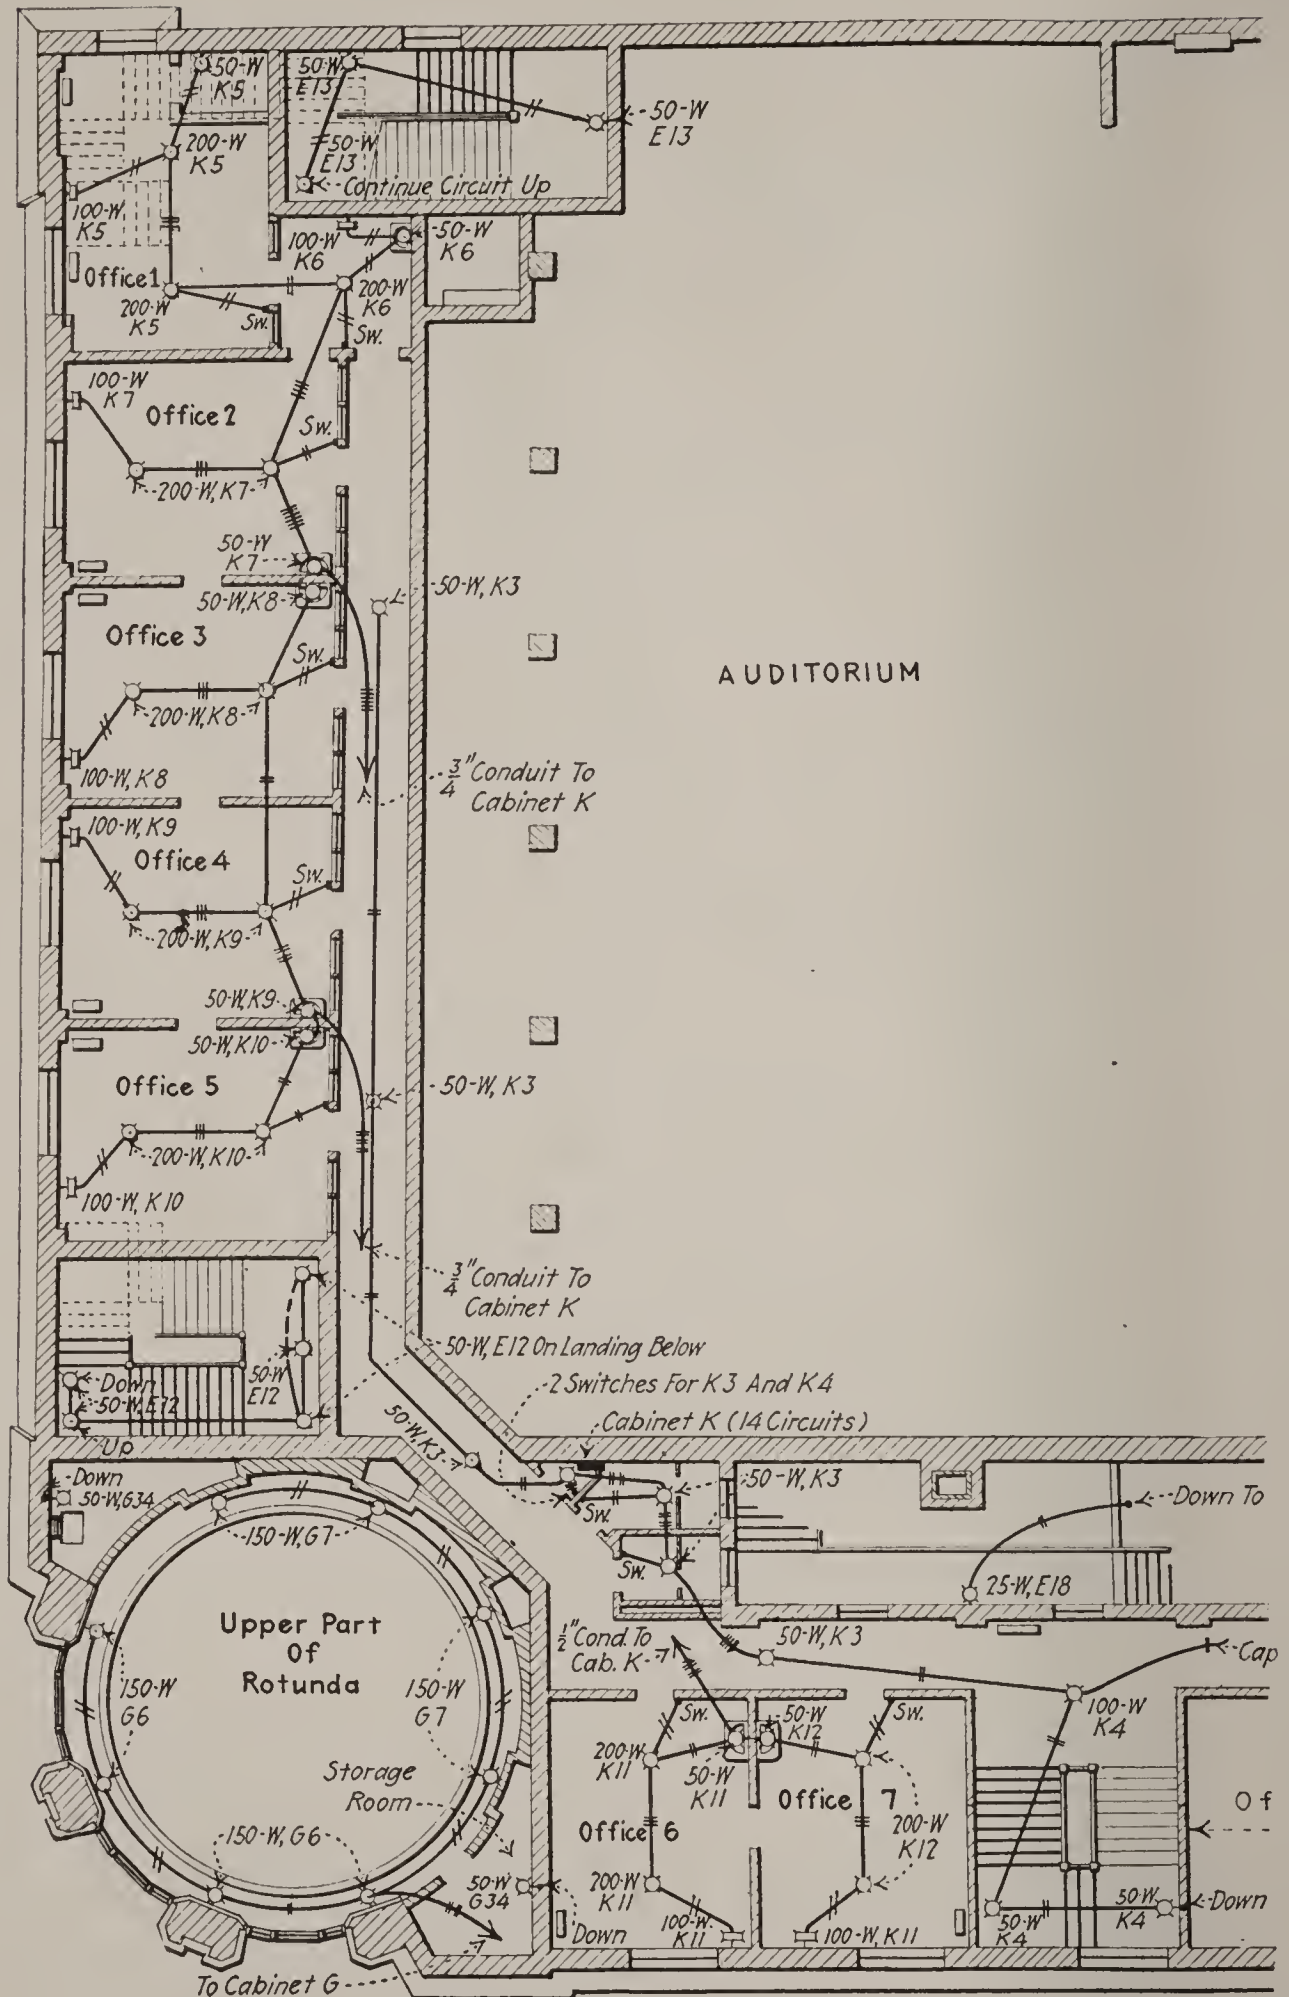 50-W
K5
50-W
E13
50-W
E13
200-W
K5
50-W
E13
Continue Circuit Up
100-W
K5
100-W
K6
50-W
K6
Office 1
200-W
K5
Sw.
200-W
K6
Sw.
100-W
K7
Office 2
Sw.
200-W, K7
50-W
K7
50-W, K8
50-W, K3
Office 3
Sw.
AUDITORIUM
200-W, K8
100-W, K8
3/4" Conduit To
Cabinet K
100-W, K9
Office 4
Sw.
200-W, K9
50-W, K9
50-W, K10
Office 5
50-W, K3
200-W, K10
100-W, K10
3/4" Conduit To
Cabinet K
50-W, E12 On Landing Below
50-W
E12
2 Switches For K3 And K4
Down
50-W, E12
Cabinet K (14 Circuits)
50-W, K3
Up
Down
50-W, G34
50-W, K3
Down To
Sw.
150-W, G7
Sw.
25-W, E18
Upper Part
Of
Rotunda
1/2" Cond. To
Cab. K
50-W, K3
Cap
150-W
G6
150-W
G7
Sw.
50-W
K12
Sw.
100-W
K4
200-W
K11
50-W
K11
Storage
Room
Office 7
Of
150-W, G6
Office 6
200-W
K12
50-W
G34
200-W
K11
50-W
K4
Down
Down
100-W
K11
100-W, K11
50-W
K4
To Cabinet G